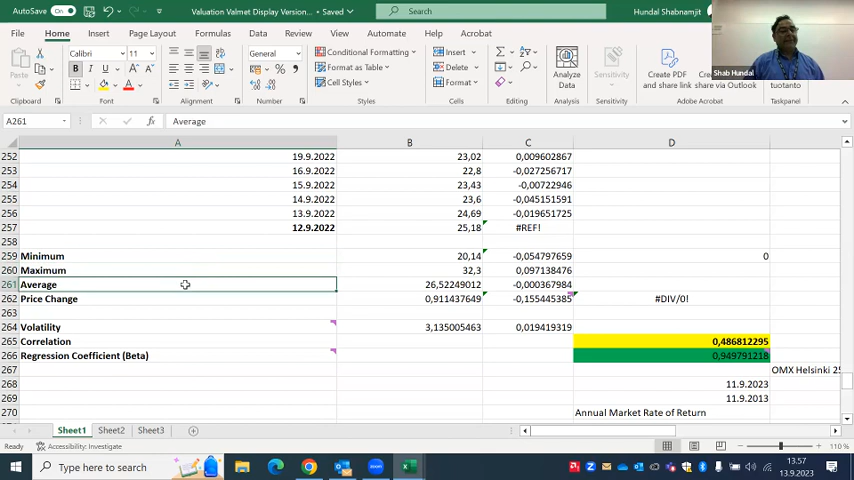 AutoSave On Valuation Valmet Display Version... • Saved Search Hundal Shabnamjit
File Home Insert Page Layout Formulas Data Review View Automate Help Acrobat
Paste Calibri 11 General Conditional Formatting Insert Analyze Data Sensitivity Create PDF and share link
B I U Format as Table Delete via Outlook tuotanto
% Cell Styles Format
Clipboard Font Alignment Number Styles Cells Editing Analysis Sensitivity Adobe Acrobat Taskpanel
Shab Hundal
A261 fx Average
A B C D
252 19.9.2022 23,02 0,009602867
253 16.9.2022 22,8 -0,027256717
254 15.9.2022 23,43 -0,00722946
255 14.9.2022 23,6 -0,045151591
256 13.9.2022 24,69 -0,019651725
257 12.9.2022 25,18 #REF!
258
259 Minimum 20,14 -0,054797659 0
260 Maximum 32,3 0,097138476
261 Average 26,52249012 -0,000367984
262 Price Change 0,911437649 -0,155445385 #DIV/0!
263
264 Volatility 3,135005463 0,019419319
265 Correlation 0,486812295
266 Regression Coefficient (Beta) 0,949791218
267 OMX Helsinki 25
268 11.9.2023
269 11.9.2013
270 Annual Market Rate of Return
Sheet1 Sheet2 Sheet3
Ready Accessibility: Investigate 110 %
Type here to search 13.57
13.9.2023